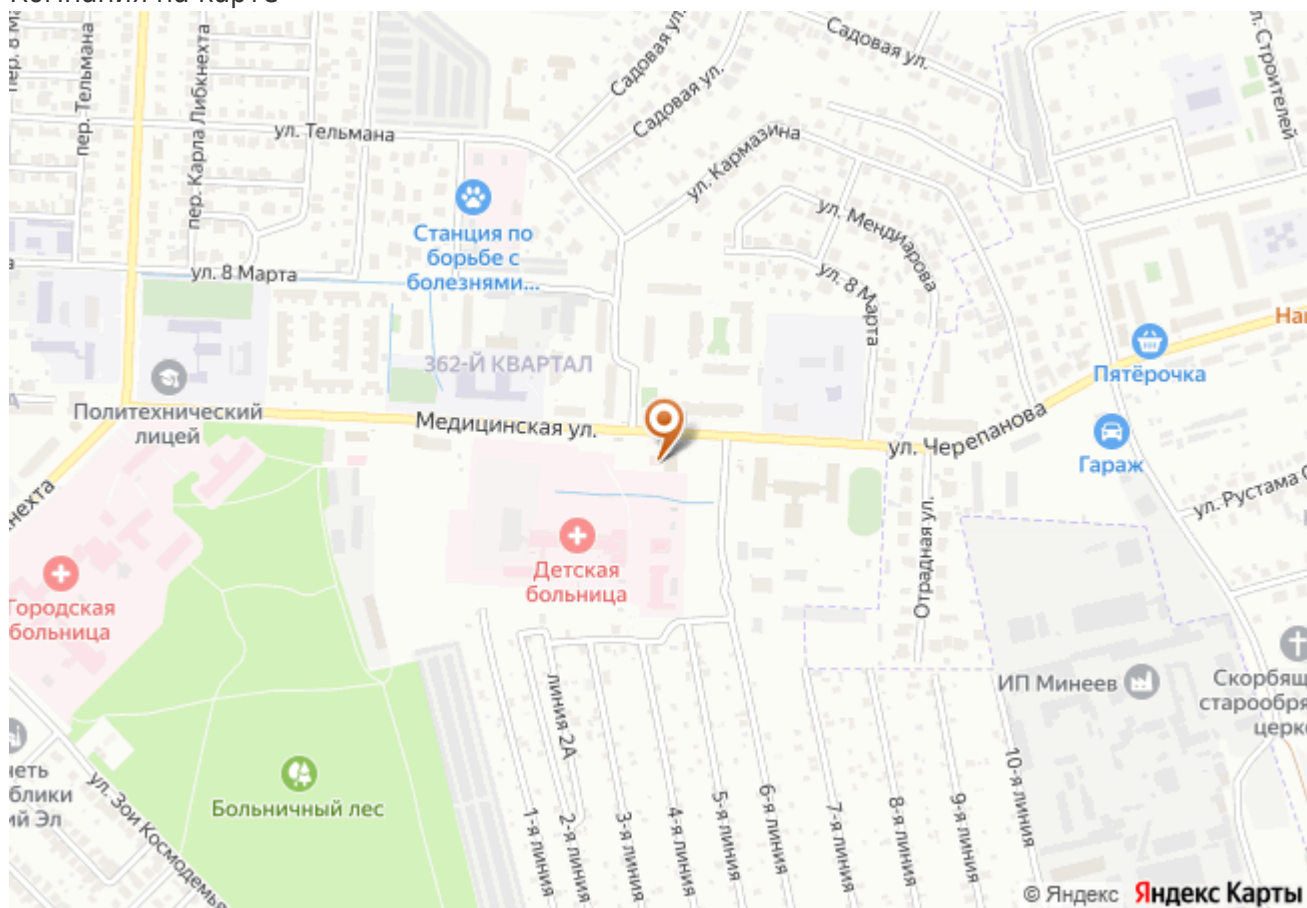 Компания на карте
пер. Тельмана
пер. Карла Либкнехта
ул. Тельмана
Садовая ул.
Садовая ул.
Садовая ул.
ул. Строителей
ул. Кармазина
ул. Мендиарова
ул. 8 Марта
Станция по
борьбе с
болезнями...
ул. 8 Марта
362-Й КВАРТАЛ
Пятёрочка
Политехнический
лицей
Медицинская ул.
ул. Черепанова
Гараж
ул. Рустама
Отрадная ул.
Детская
больница
Городская
больница
ИП Минеев
линия 2А
Больничный лес
ул. Зои
1-я линия
2-я линия
3-я линия
4-я линия
5-я линия
6-я линия
7-я линия
8-я линия
9-я линия
10-я линия
© Яндекс Яндекс Карты